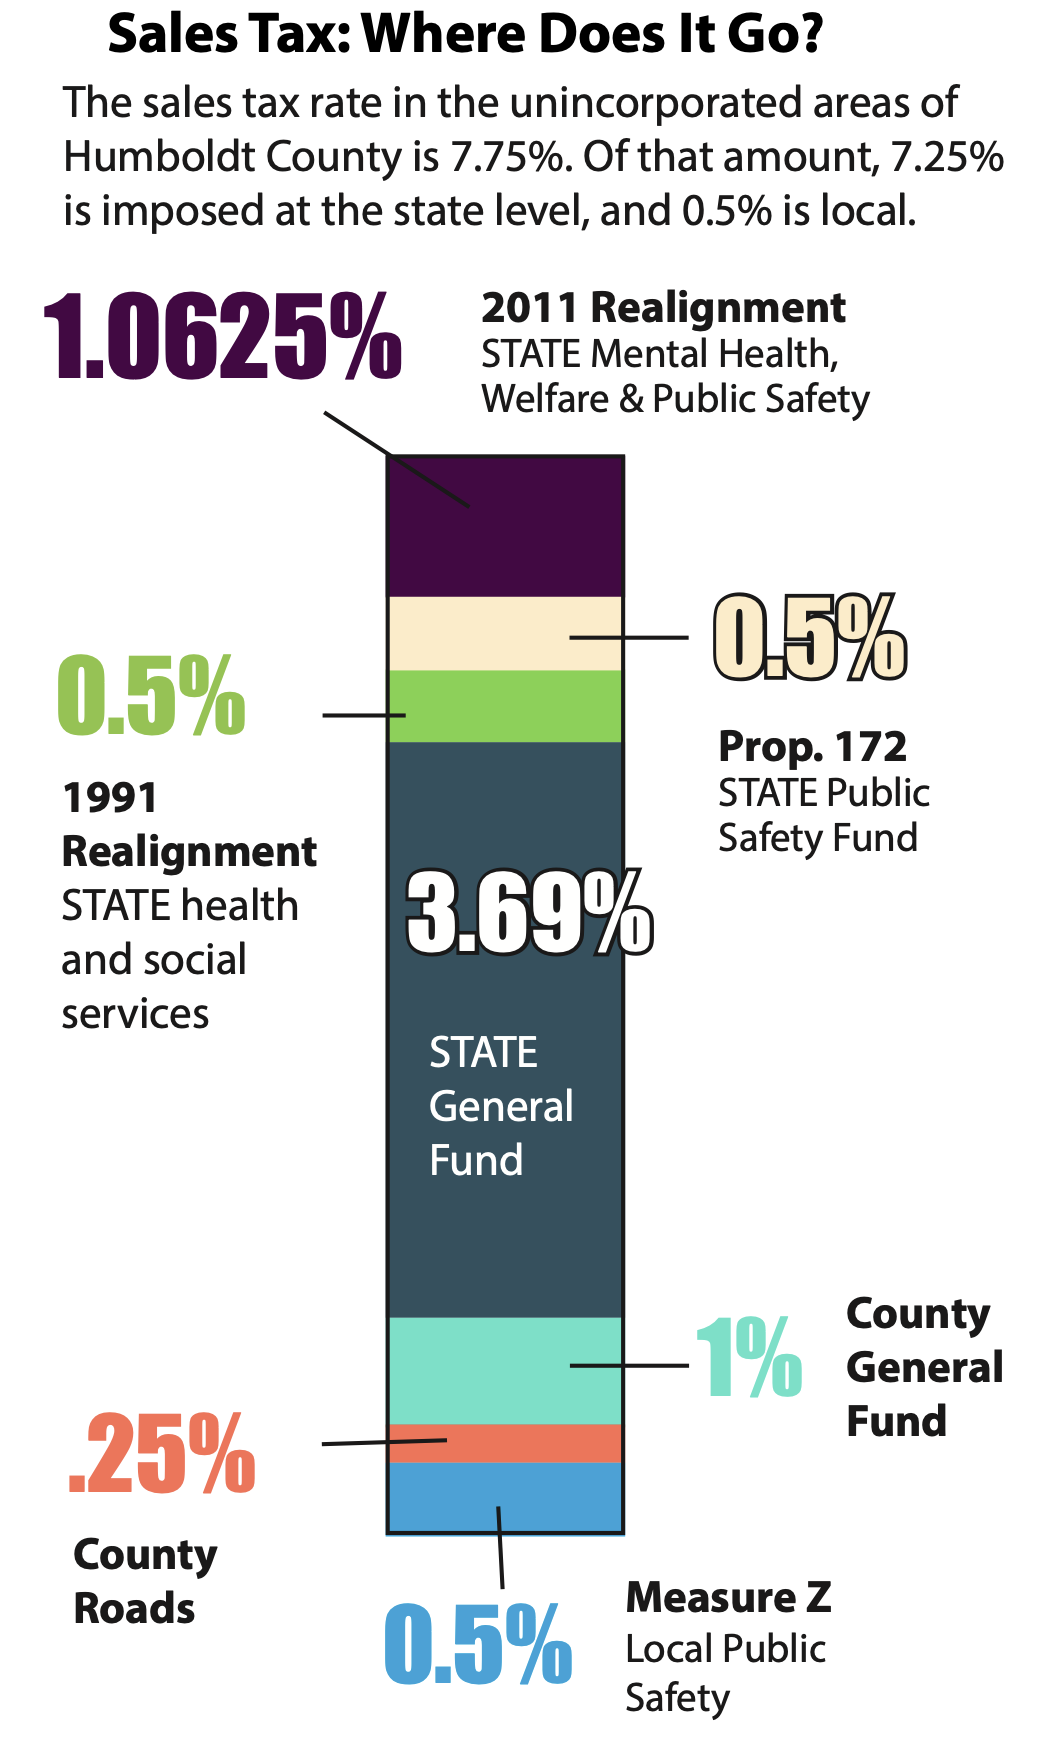 Sales Tax: Where Does It Go?
The sales tax rate in the unincorporated areas of
Humboldt County is 7.75%. Of that amount, 7.25%
is imposed at the state level, and 0.5% is local.
1.0625%
2011 Realignment
STATE Mental Health,
Welfare & Public Safety
0.5%
Prop. 172
STATE Public
Safety Fund
0.5%
1991
Realignment
STATE health
and social
services
3.69%
STATE
General
Fund
1%
County
General
Fund
.25%
County
Roads
0.5%
Measure Z
Local Public
Safety